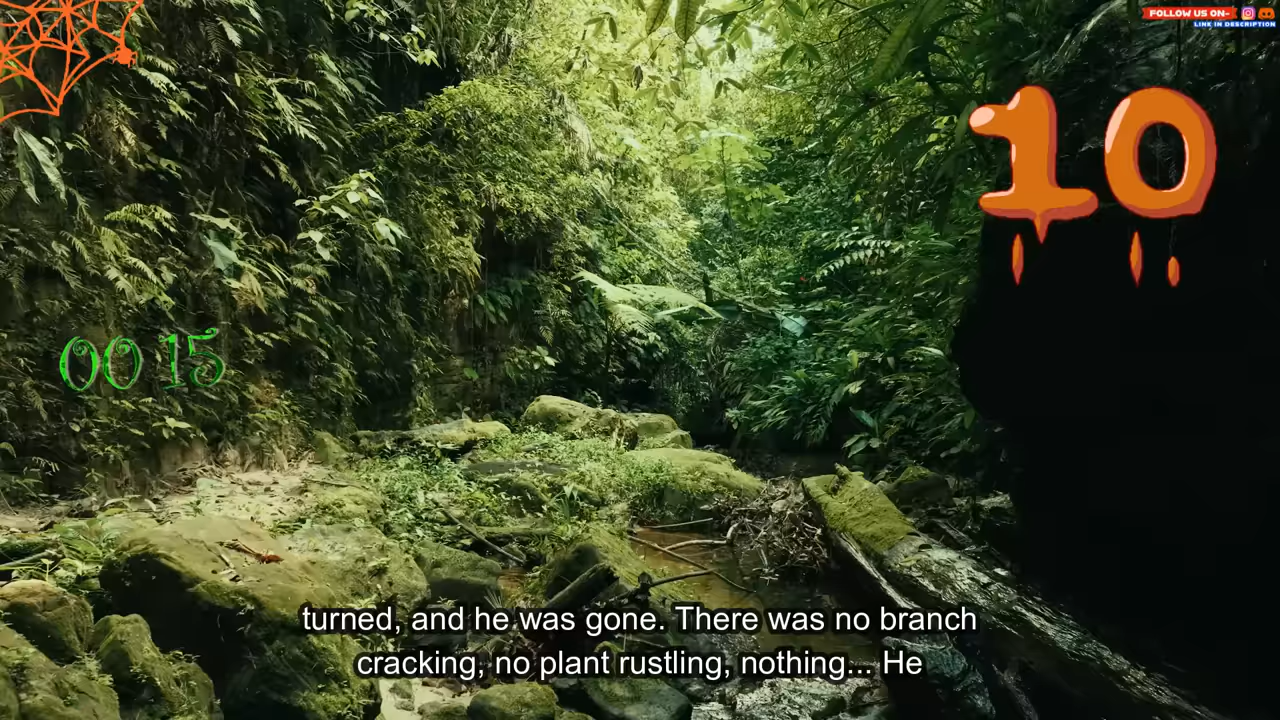 FOLLOW US ON-
LINK IN DESCRIPTION
10
00 15
turned, and he was gone. There was no branch
cracking, no plant rustling, nothing... He